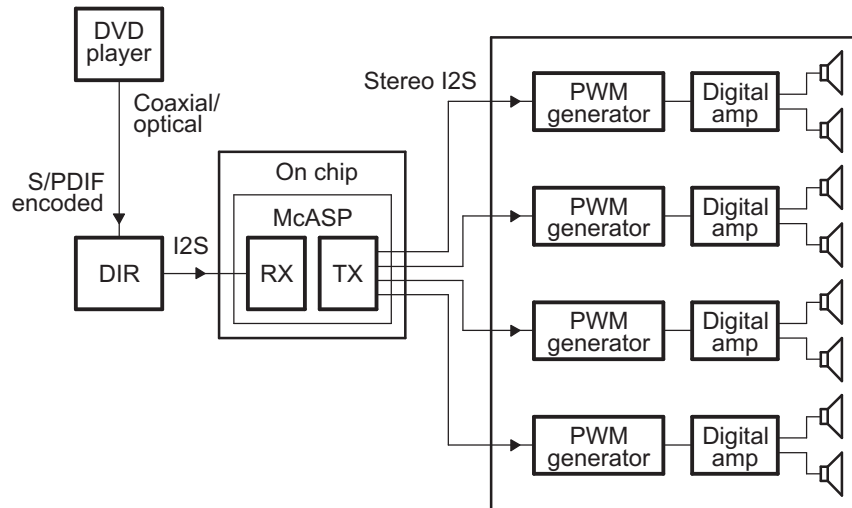 DVD
player
Coaxial/
optical
S/PDIF
encoded
DIR
I2S
On chip
McASP
RX
TX
Stereo I2S
PWM
generator
Digital
amp
PWM
generator
Digital
amp
PWM
generator
Digital
amp
PWM
generator
Digital
amp